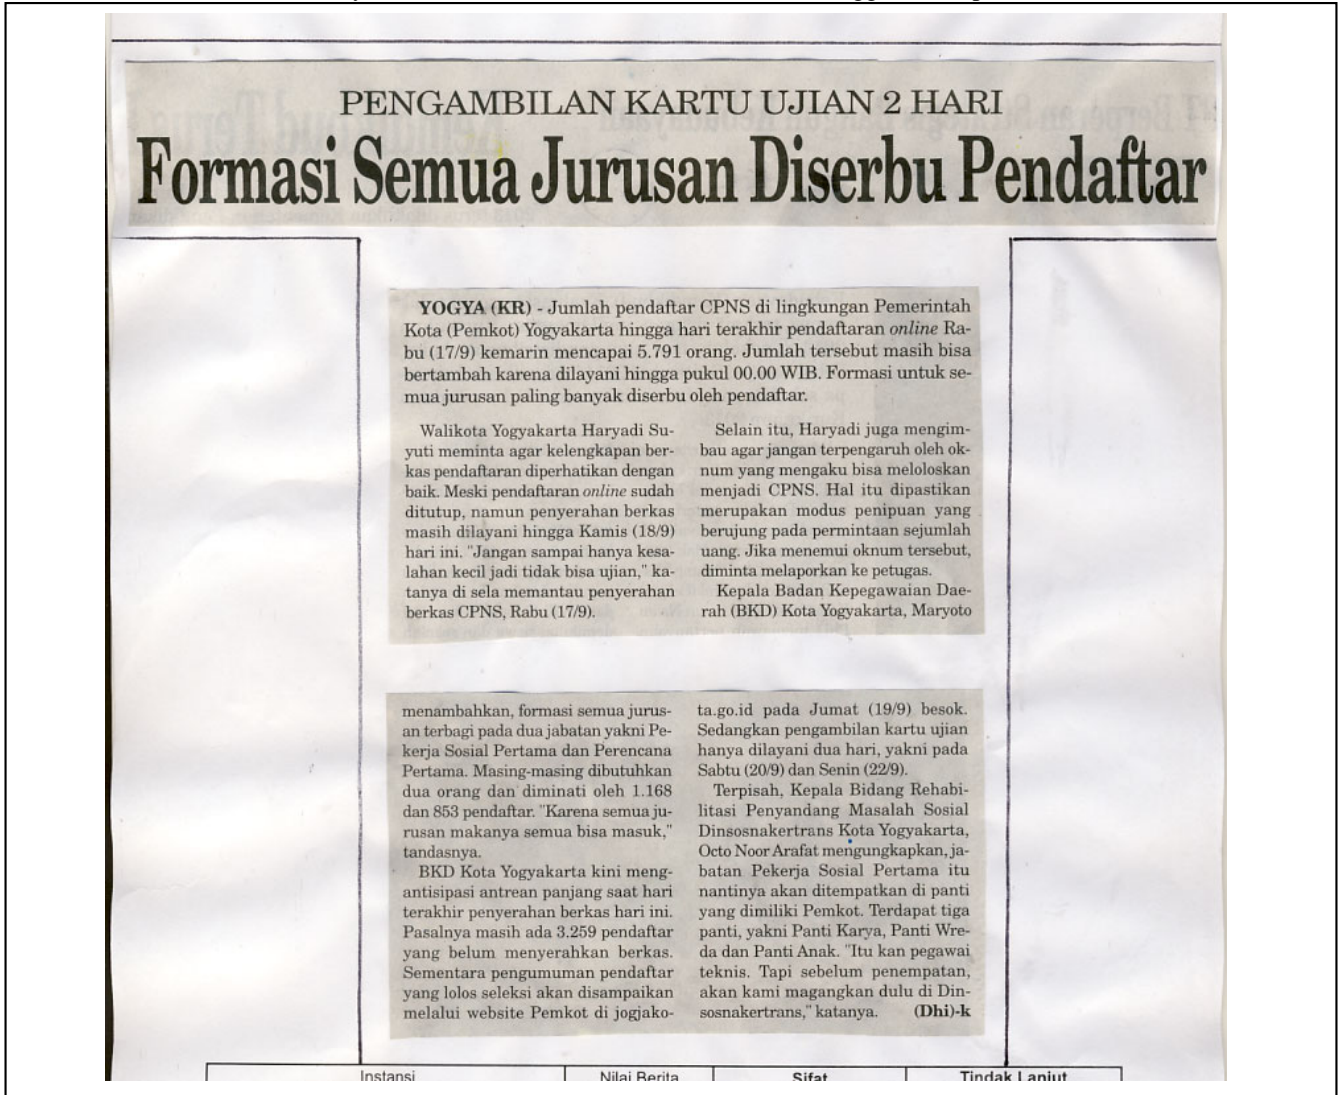 PENGAMBILAN KARTU UJIAN 2 HARI
Formasi Semua Jurusan Diserbu Pendaftar
YOGYA (KR) - Jumlah pendaftar CPNS di lingkungan Pemerintah
Kota (Pemkot) Yogyakarta hingga hari terakhir pendaftaran online Ra-
bu (17/9) kemarin mencapai 5.791 orang. Jumlah tersebut masih bisa
bertambah karena dilayani hingga pukul 00.00 WIB. Formasi untuk se-
mua jurusan paling banyak diserbu oleh pendaftar.
Walikota Yogyakarta Haryadi Su-
yuti meminta agar kelengkapan ber-
kas pendaftaran diperhatikan dengan
baik. Meski pendaftaran online sudah
ditutup, namun penyerahan berkas
masih dilayani hingga Kamis (18/9)
hari ini. "Jangan sampai hanya kesa-
lahan kecil jadi tidak bisa ujian," ka-
tanya di sela memantau penyerahan
berkas CPNS, Rabu (17/9).
Selain itu, Haryadi juga mengim-
bau agar jangan terpengaruh oleh ok-
num yang mengaku bisa meloloskan
menjadi CPNS. Hal itu dipastikan
merupakan modus penipuan yang
berujung pada permintaan sejumlah
uang. Jika menemui oknum tersebut,
diminta melaporkan ke petugas.
Kepala Badan Kepegawaian Dae-
rah (BKD) Kota Yogyakarta, Maryoto
menambahkan, formasi semua jurus-
an terbagi pada dua jabatan yakni Pe-
kerja Sosial Pertama dan Perencana
Pertama. Masing-masing dibutuhkan
dua orang dan diminati oleh 1.168
dan 853 pendaftar. "Karena semua ju-
rusan makanya semua bisa masuk,"
tandasnya.
BKD Kota Yogyakarta kini meng-
antisipasi antrean panjang saat hari
terakhir penyerahan berkas hari ini.
Pasalnya masih ada 3.259 pendaftar
yang belum menyerahkan berkas.
Sementara pengumuman pendaftar
yang lolos seleksi akan disampaikan
melalui website Pemkot di jogjako-
ta.go.id pada Jumat (19/9) besok.
Sedangkan pengambilan kartu ujian
hanya dilayani dua hari, yakni pada
Sabtu (20/9) dan Senin (22/9).
Terpisah, Kepala Bidang Rehabi-
litasi Penyandang Masalah Sosial
Dinsosnakertrans Kota Yogyakarta,
Octo Noor Arafat mengungkapkan, ja-
batan Pekerja Sosial Pertama itu
nantinya akan ditempatkan di panti
yang dimiliki Pemkot. Terdapat tiga
panti, yakni Panti Karya, Panti Wre-
da dan Panti Anak. "Itu kan pegawai
teknis. Tapi sebelum penempatan,
akan kami magangkan dulu di Din-
sosnakertrans," katanya. (Dhi)-k
Instansi Nilai Berita Sifat Tindak Lanjut